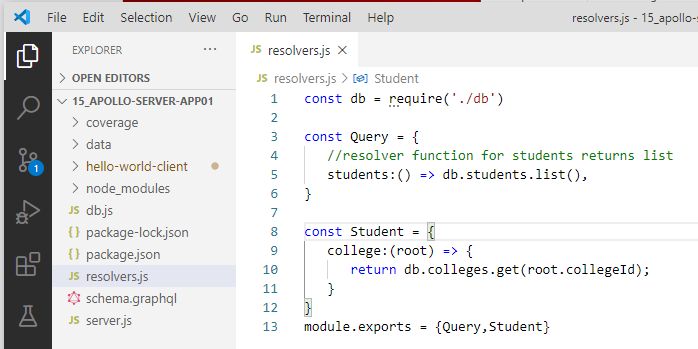 File Edit Selection View Go Run Terminal Help resolvers.js - 15_apollo-s
EXPLORER ···
OPEN EDITORS
15_APOLLO-SERVER-APP01
coverage
data
hello-world-client
node_modules
JS db.js
{} package-lock.json
{} package.json
JS resolvers.js
schema.graphql
JS server.js
1
JS resolvers.js ×
JS resolvers.js > Student
1 const db = require('./db')
2
3 const Query = {
4 //resolver function for students returns list
5 students:() => db.students.list(),
6 }
7
8 const Student = {
9 college:(root) => {
10 return db.colleges.get(root.collegeId);
11 }
12 }
13 module.exports = {Query,Student}